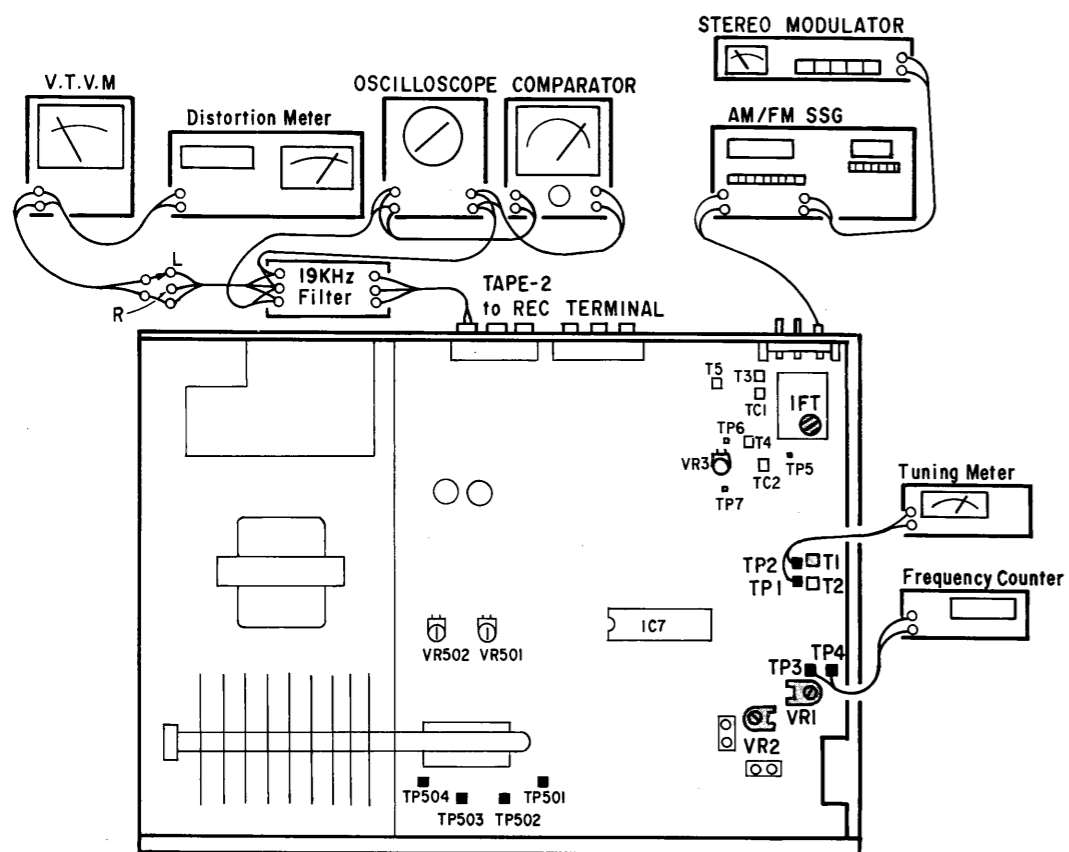 STEREO MODULATOR
V.T.V.M
OSCILLOSCOPE COMPARATOR
Distortion Meter
AM/FM SSG
L
R
19KHz
Filter
TAPE-2
to REC TERMINAL
T5
T3
TC1
IFT
TP6
T4
VR3
TC2
TP5
TP7
Tuning Meter
TP2
T1
TP1
T2
Frequency Counter
IC7
VR502
VR501
TP3
TP4
VR1
VR2
TP504
TP501
TP503
TP502